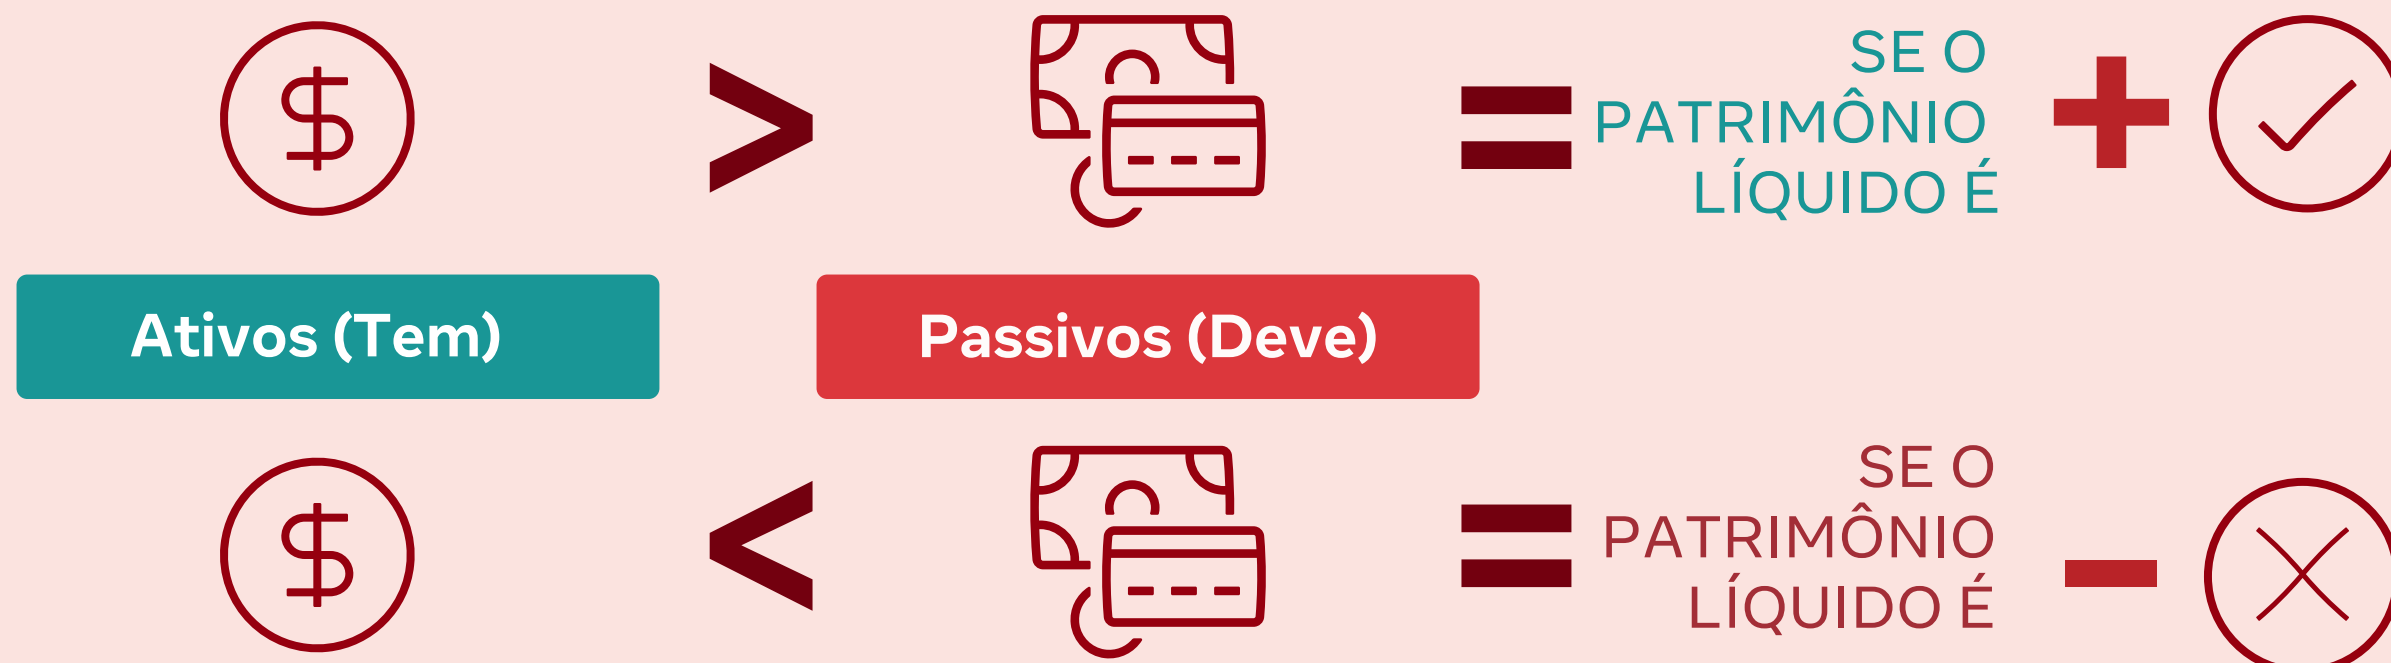 $
>
=
SE O
PATRIMÔNIO
LÍQUIDO É
+
Ativos (Tem)
Passivos (Deve)
$
<
=
SE O
PATRIMÔNIO
LÍQUIDO É
-